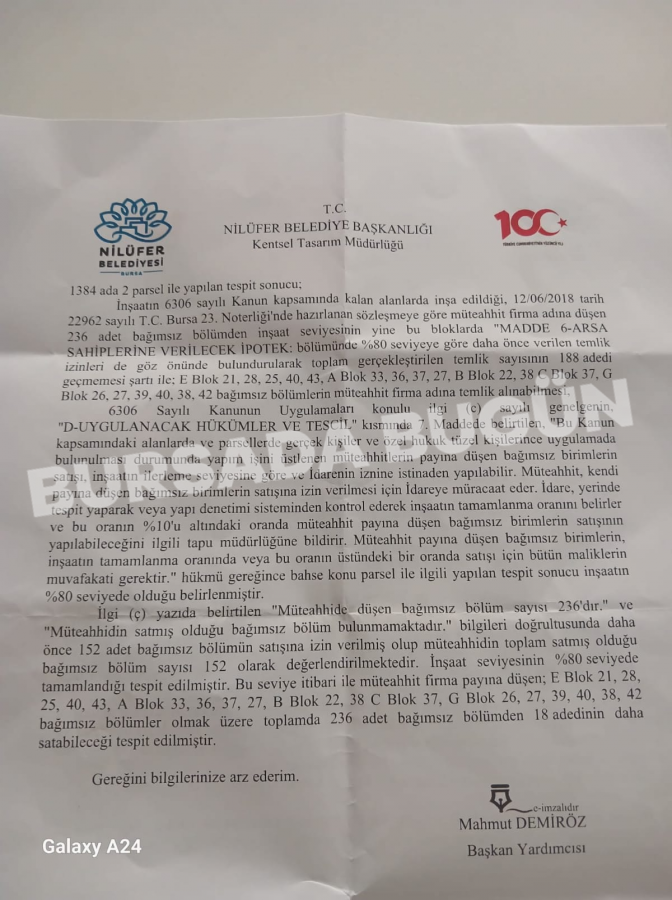 T.C.
NİLÜFER BELEDİYE BAŞKANLIĞI
Kentsel Tasarım Müdürlüğü
NİLÜFER
BELEDİYESİ
BURSA
100
1384 ada 2 parsel ile yapılan tespit sonucu;
İnşaatın 6306 sayılı Kanun kapsamında kalan alanlarda inşa edildiği, 12/06/2018 tarih
22962 sayılı T.C. Bursa 23. Noterliği'nde hazırlanan sözleşmeye göre müteahhit firma adına düşen
236 adet bağımsız bölümden inşaat seviyesinin yine bu bloklarda "MADDE 6-ARSA
SAHİPLERİNE VERİLECEK İPOTEK: bölümünde %80 seviyeye göre daha önce verilen temlik
izinleri de göz önünde bulundurularak toplam gerçekleştirilen temlik sayısının 188 adedi
geçmemesi şartı ile; E Blok 21, 28, 25, 40, 43, A Blok 33, 36, 37, 27, B Blok 22, 38 C Blok 37, G
Blok 26, 27, 39, 40, 38, 42 bağımsız bölümlerin müteahhit firma adına temlik alınabilmesi,
6306 Sayılı Kanunun Uygulamaları konulu ilgi (e) sayılı genelgenin,
"D-UYGULANACAK HÜKÜMLER VE TESCİL" kısmında 7. Maddede belirtilen, "Bu Kanun
kapsamındaki alanlarda ve parsellerde gerçek kişiler ve özel hukuk tüzel kişilerince uygulamada
bulunulması durumunda yapım işini üstlenen müteahhitlerin payına düşen bağımsız birimlerin
satışı, inşaatın ilerleme seviyesine göre ve İdarenin iznine istinaden yapılabilir. Müteahhit, kendi
payına düşen bağımsız birimlerin satışına izin verilmesi için İdareye müracaat eder. İdare, yerinde
tespit yaparak veya yapı denetimi sisteminden kontrol ederek inşaatın tamamlanma oranını belirler
ve bu oranın %10'u altındaki oranda müteahhit payına düşen bağımsız birimlerin satışının
yapılabileceğini ilgili tapu müdürlüğüne bildir. Müteahhit payına düşen bağımsız birimlerin,
inşaatın tamamlanma oranında veya bu oranın üstündeki bir oranda satışı için bütün maliklerin
muvafakati gerektir." hükmü gereğince bahse konu parsel ile ilgili yapılan tespit sonucu inşaatın
%80 seviyede olduğu belirlenmiştir.
İlgi (ç) yazıda belirtilen "Müteahhide düşen bağımsız bölüm sayısı 236'dır." ve
"Müteahhidin satmış olduğu bağımsız bölüm bulunmamaktadır." bilgileri doğrultusunda daha
önce 152 adet bağımsız bölümün satışına izin verilmiş olup müteahhidin toplam satmış olduğu
bağımsız bölüm sayısı 152 olarak değerlendirilmektedir. İnşaat seviyesinin %80 seviyede
tamamlandığı tespit edilmiştir. Bu seviye itibari ile müteahhit firma payına düşen; E Blok 21, 28,
25, 40, 43, A Blok 33, 36, 37, 27, B Blok 22, 38 C Blok 37, G Blok 26, 27, 39, 40, 38, 42
bağımsız bölümler olmak üzere toplamda 236 adet bağımsız bölümden 18 adedinin daha
satabileceği tespit edilmiştir.
Gereğini bilgilerinize arz ederim.
e-imzalıdır
Mahmut DEMİRÖZ
Başkan Yardımcısı
BURSADA BUGÜN
Galaxy A24